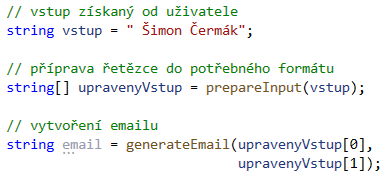 // vstup získaný od uživatele
string vstup = " Šimon Čermák";
// příprava řetězce do potřebného formátu
string[] upravenyVstup = prepareInput(vstup);
// vytvoření emailu
string email = generateEmail(upravenyVstup[0],
upravenyVstup[1]);